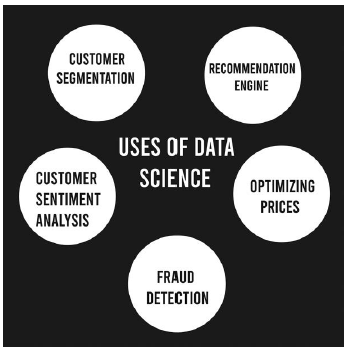 CUSTOMER
SEGMENTATION
RECOMMENDATION
ENGINE
USES OF DATA
SCIENCE
CUSTOMER
SENTIMENT
ANALYSIS
OPTIMIZING
PRICES
FRAUD
DETECTION